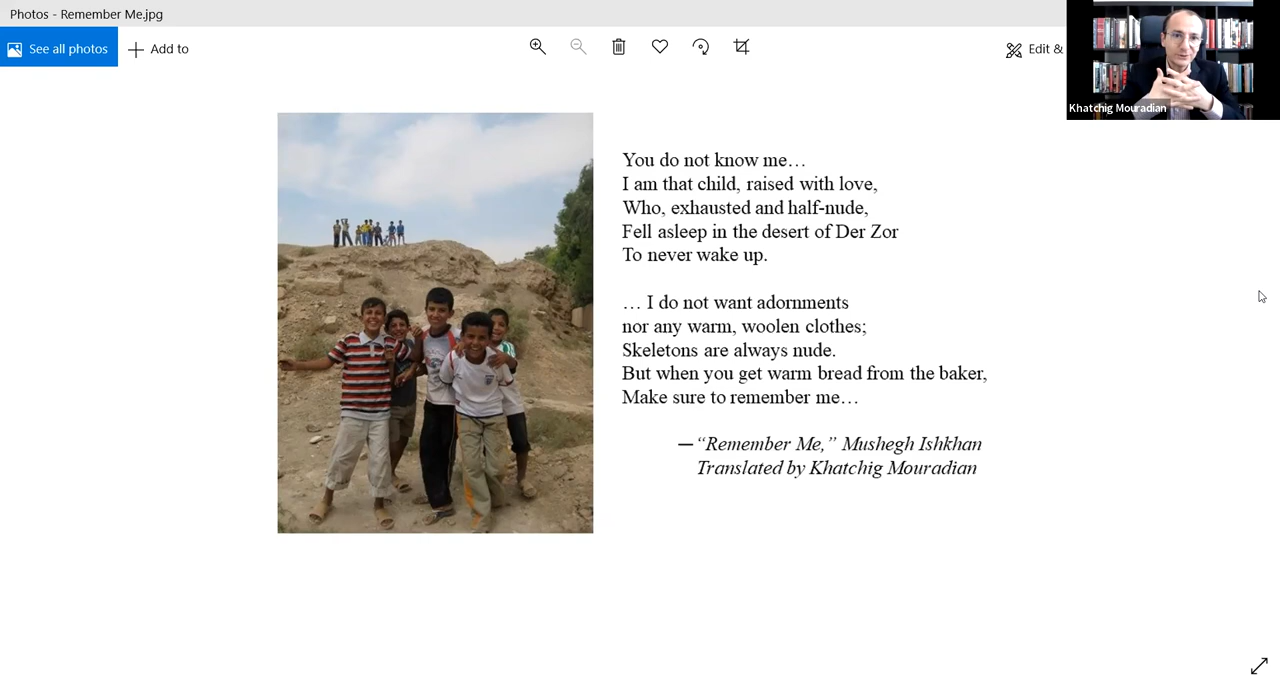 Photos - Remember Me.jpg
See all photos
Add to
Edit &
Khatchig Mouradian
You do not know me…
I am that child, raised with love,
Who, exhausted and half-nude,
Fell asleep in the desert of Der Zor
To never wake up.
… I do not want adornments
nor any warm, woolen clothes;
Skeletons are always nude.
But when you get warm bread from the baker,
Make sure to remember me…
—“Remember Me,” Mushegh Ishkhan
Translated by Khatchig Mouradian